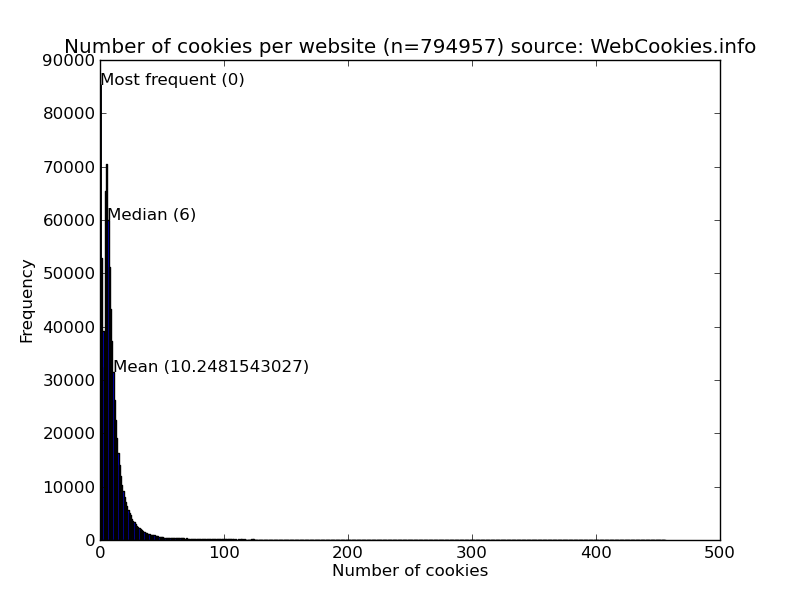 Number of cookies per website (n=794957) source: WebCookies.info
90000
Most frequent (0)
80000
70000
60000
Median (6)
50000
Frequency
40000
Mean (10.2481543027)
30000
20000
10000
0
0 100 200 300 400 500
Number of cookies